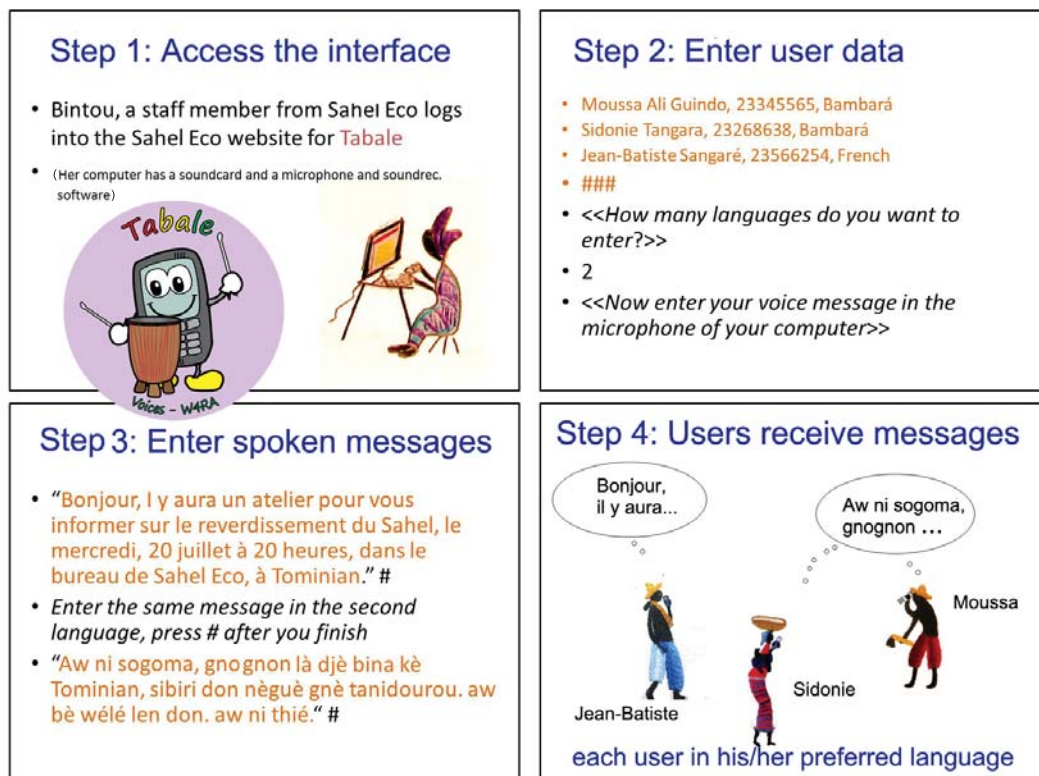 Step 1: Access the interface
• Bintou, a staff member from Sahel Eco logs
into the Sahel Eco website for Tabale
• (Her computer has a soundcard and a microphone and soundrec.
software)
Tabale
Voices - W4RA
Step 2: Enter user data
• Moussa Ali Guindo, 23345565, Bambará
• Sidonie Tangara, 23268638, Bambará
• Jean-Batiste Sangaré, 23566254, French
• ###
• <<How many languages do you want to
enter?>>
• 2
• <<Now enter your voice message in the
microphone of your computer>>
Step 3: Enter spoken messages
• “Bonjour, I y aura un atelier pour vous
informer sur le reverdissement du Sahel, le
mercredi, 20 juillet à 20 heures, dans le
bureau de Sahel Eco, à Tominian.” #
• Enter the same message in the second
language, press # after you finish
• “Aw ni sogoma, gnognon là djè bina kè
Tominian, sibiri don nèguè gnè tanidourou. aw
bè wélé len don. aw ni thié.“ #
Step 4: Users receive messages
Bonjour,
il y aura...
Aw ni sogoma,
gnognon ...
Moussa
Sidonie
Jean-Batiste
each user in his/her preferred language